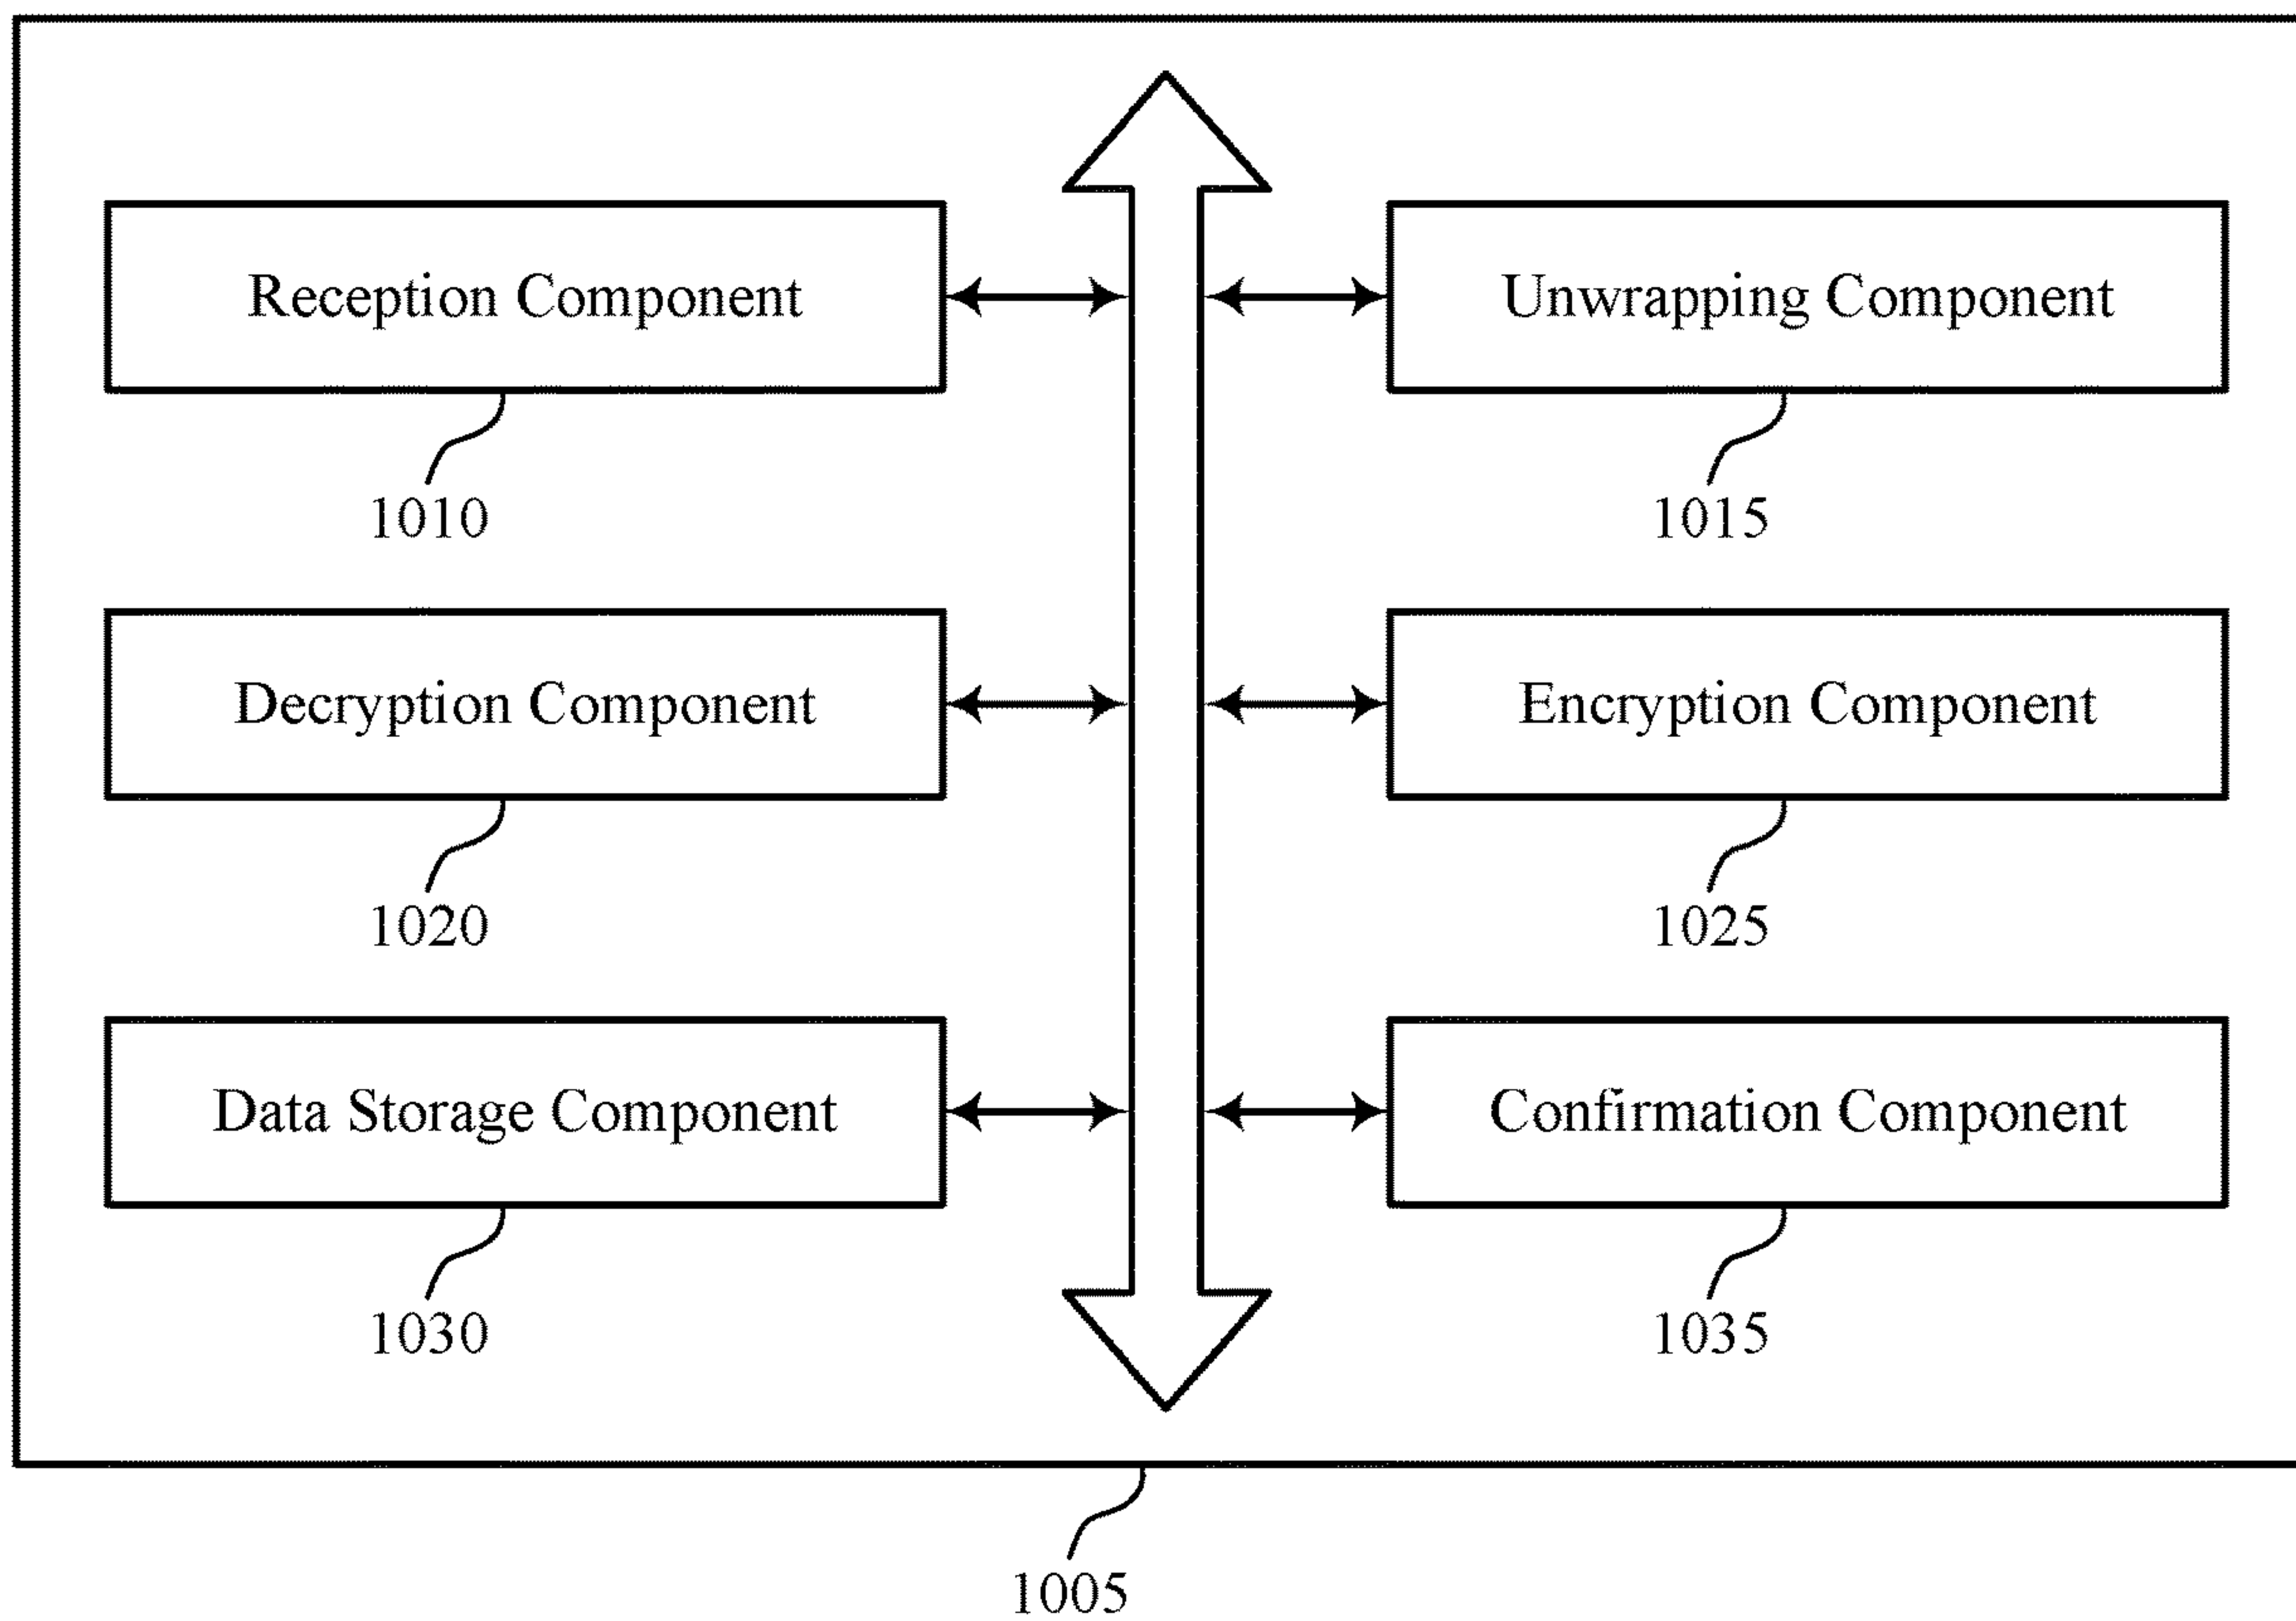 Reception Component
Unwrapping Component
1010
1015
Decryption Component
Encryption Component
1020
1025
Data Storage Component
Confirmation Component
1030
1035
1005